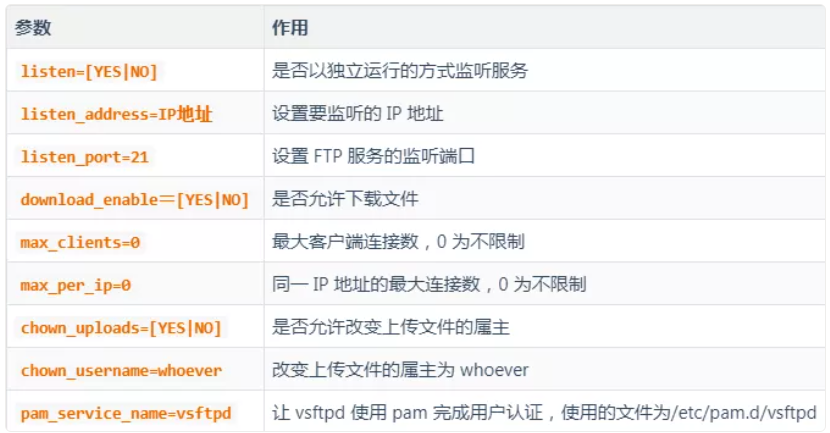 参数 作用
listen=[YES|NO] 是否以独立运行的方式监听服务
listen_address=IP地址 设置要监听的 IP 地址
listen_port=21 设置 FTP 服务的监听端口
download_enable＝[YES|NO] 是否允许下载文件
max_clients=0 最大客户端连接数，0 为不限制
max_per_ip=0 同一 IP 地址的最大连接数，0 为不限制
chown_uploads=[YES|NO] 是否允许改变上传文件的属主
chown_username=whoever 改变上传文件的属主为 whoever
pam_service_name=vsftpd 让 vsftpd 使用 pam 完成用户认证，使用的文件为/etc/pam.d/vsftpd